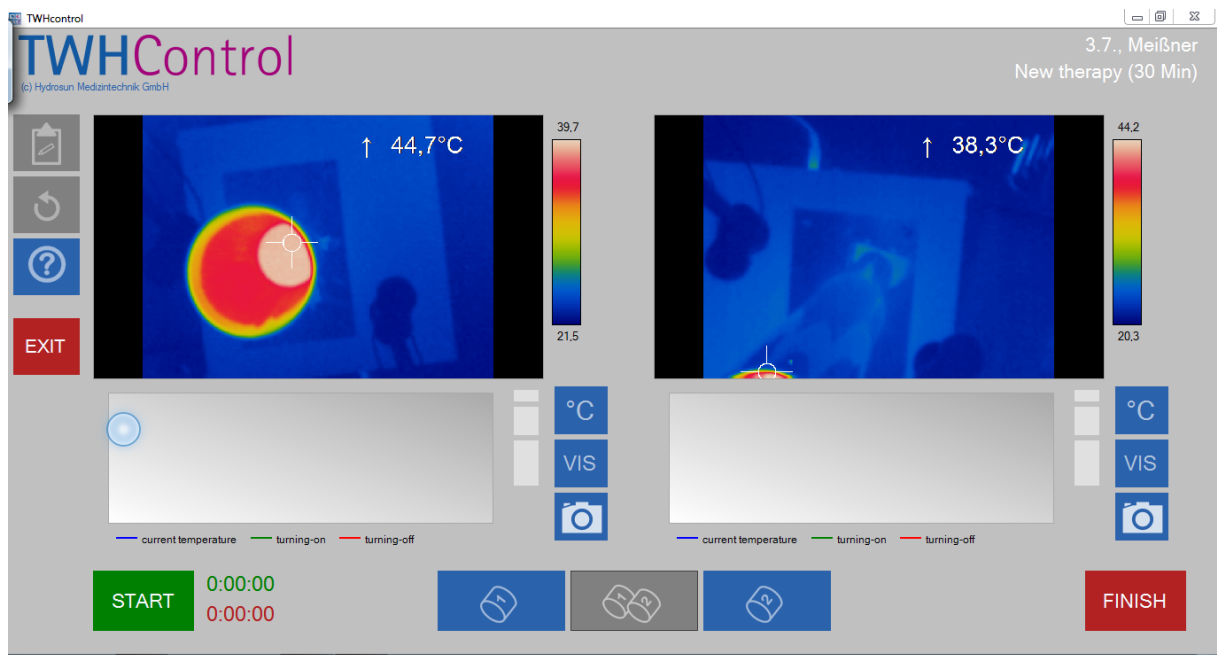 TWHcontrol
TWHControl
(c) Hydrosun Medizintechnik GmbH
3.7., Meißner
New therapy (30 Min)
↑ 44,7°C
39,7
21,5
↑ 38,3°C
44,2
20,3
?
EXIT
°C
VIS
°C
VIS
current temperature turning-on turning-off
current temperature turning-on turning-off
START
0:00:00
0:00:00
1
1 2
2
FINISH